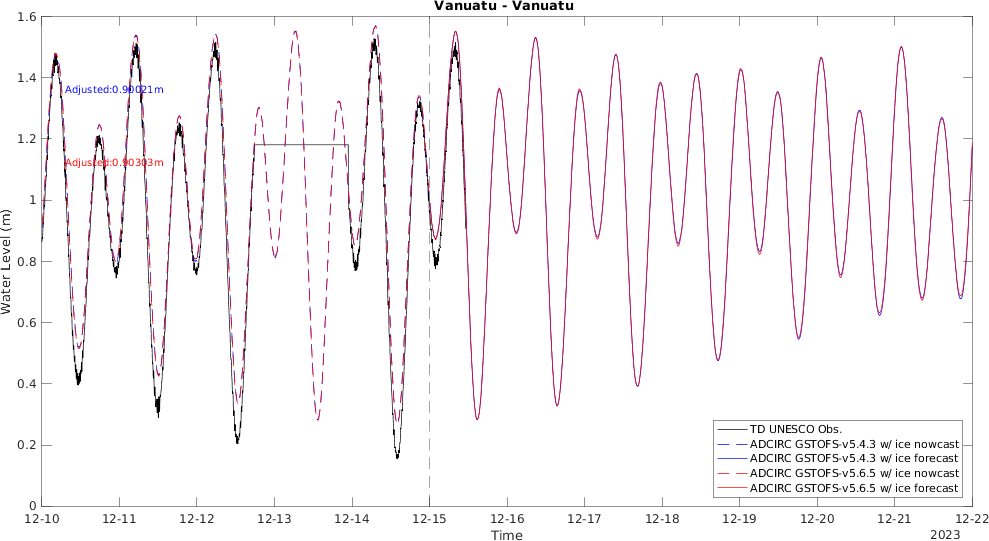 Vanuatu - Vanuatu
1.6
1.4
1.2
1
0.8
0.6
0.4
0.2
0
Water Level (m)
Adjusted:0.90021m
Adjusted:0.90303m
TD UNESCO Obs.
ADCIRC GSTOFS-v5.4.3 w/ ice nowcast
ADCIRC GSTOFS-v5.4.3 w/ ice forecast
ADCIRC GSTOFS-v5.6.5 w/ ice nowcast
ADCIRC GSTOFS-v5.6.5 w/ ice forecast
12-10 12-11 12-12 12-13 12-14 12-15 12-16 12-17 12-18 12-19 12-20 12-21 12-22
Time
2023